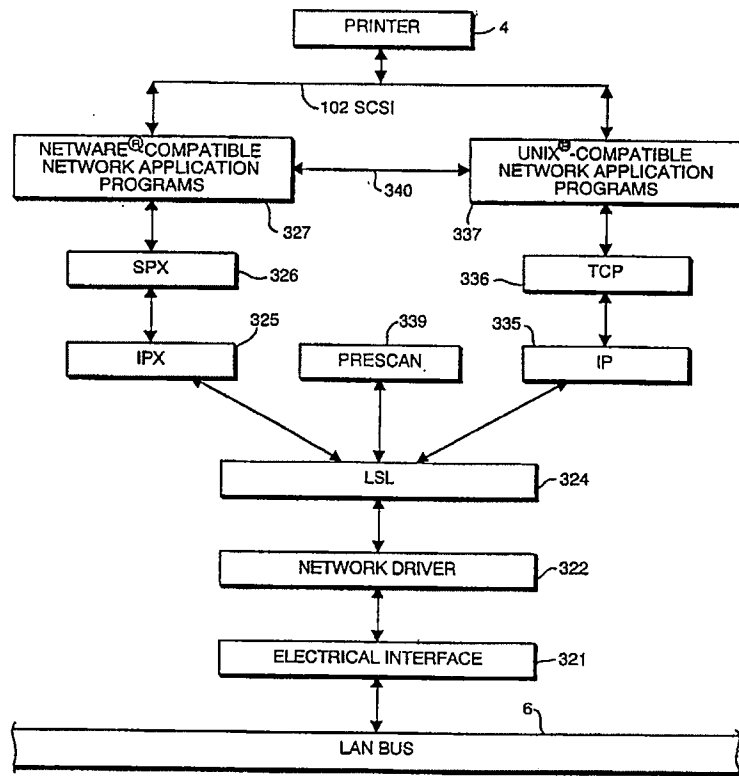 PRINTER
4
102 SCSI
NETWARE®-COMPATIBLE
NETWORK APPLICATION
PROGRAMS
327
340
UNIX®-COMPATIBLE
NETWORK APPLICATION
PROGRAMS
337
SPX
326
TCP
336
IPX
325
PRESCAN
339
IP
335
LSL
324
NETWORK DRIVER
322
ELECTRICAL INTERFACE
321
6
LAN BUS